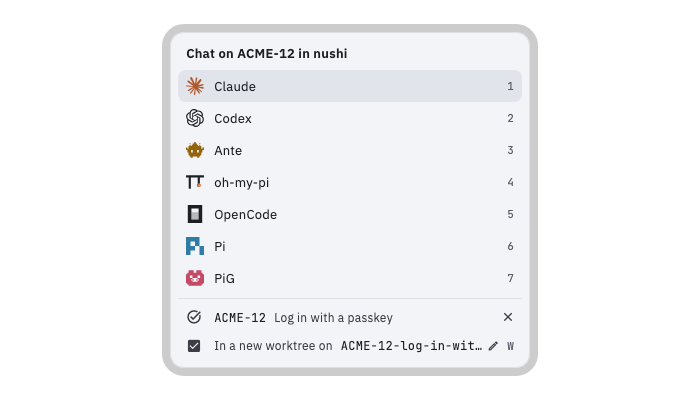 Chat on ACME-12 in nushi
Claude 1
Codex 2
Ante 3
oh-my-pi 4
OpenCode 5
Pi 6
PiG 7
ACME-12 Log in with a passkey
In a new worktree on ACME-12-log-in-wit… W